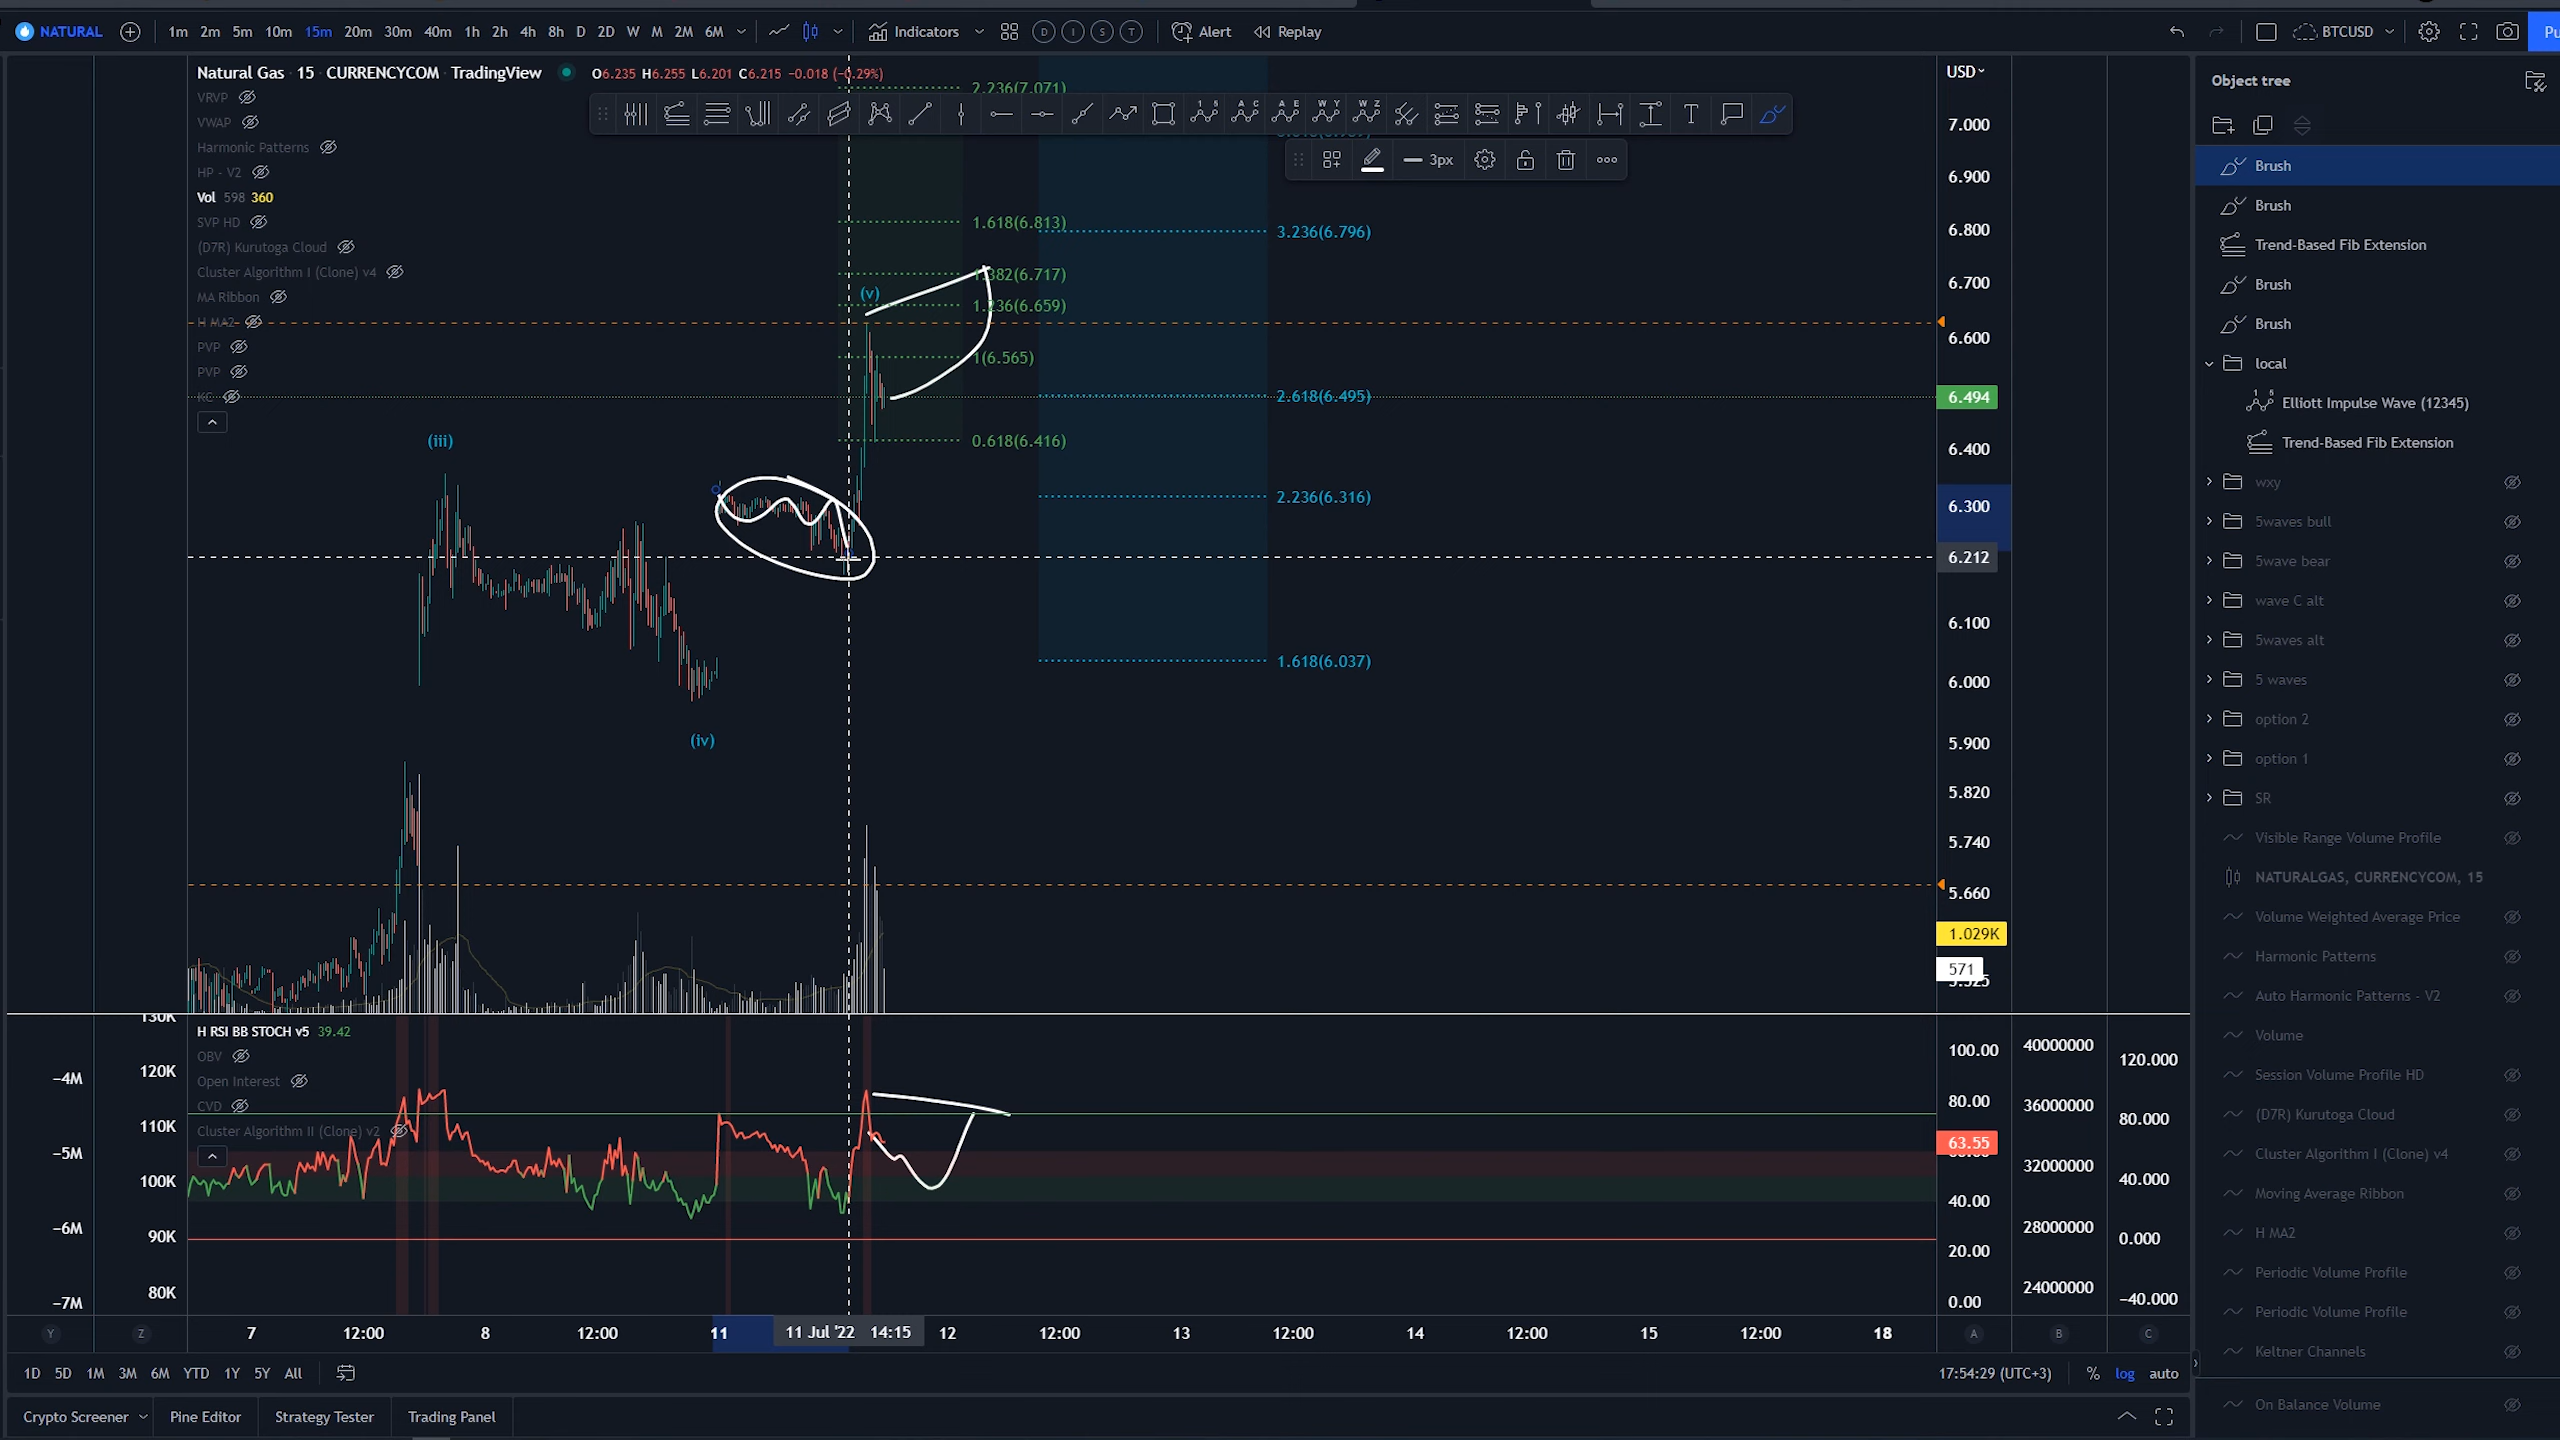 NATURAL 1m 2m 5m 10m 15m 20m 30m 40m 1h 2h 4h 8h D 2D W M 2M 6M Indicators D I S T Alert Replay BTCUSD Pu
Natural Gas 15 CURRENCYCOM TradingView O6.235 H6.255 L6.201 C6.215 −0.018 (−0.29%)
VRVP
VWAP
Harmonic Patterns
HP - V2
Vol 598 360
SVP HD
(D7R) Kurutoga Cloud
Cluster Algorithm I (Clone) v4
MA Ribbon
H MA2
PVP
PVP
KC
2.236(7.071)
1.618(6.813)
1.382(6.717)
1.236(6.659)
1(6.565)
0.618(6.416)
3px
3.236(6.796)
2.618(6.495)
2.236(6.316)
1.618(6.037)
(iii)
(iv)
(v)
USD
7.000
6.900
6.800
6.700
6.600
6.494
6.400
6.300
6.212
6.100
6.000
5.900
5.820
5.740
5.660
1.029K
571
H RSI BB STOCH v5 39.42
OBV
Open Interest
CVD
Cluster Algorithm II (Clone) v2
−4M
−5M
−6M
−7M
130K
120K
110K
100K
90K
80K
100.00
80.00
63.55
40.00
20.00
0.00
40000000
36000000
32000000
28000000
24000000
120.000
80.000
40.000
0.000
−40.000
Y Z 7 12:00 8 12:00 11 11 Jul '22 14:15 12 12:00 13 12:00 14 12:00 15 12:00 18 A B C
1D 5D 1M 3M 6M YTD 1Y 5Y All 17:54:29 (UTC+3) % log auto
Crypto Screener Pine Editor Strategy Tester Trading Panel
Object tree
Brush
Brush
Trend-Based Fib Extension
Brush
Brush
local
Elliott Impulse Wave (12345)
Trend-Based Fib Extension
wxy
5waves bull
5wave bear
wave C alt
5waves alt
5 waves
option 2
option 1
SR
Visible Range Volume Profile
NATURALGAS, CURRENCYCOM, 15
Volume Weighted Average Price
Harmonic Patterns
Auto Harmonic Patterns - V2
Volume
Session Volume Profile HD
(D7R) Kurutoga Cloud
Cluster Algorithm I (Clone) v4
Moving Average Ribbon
H MA2
Periodic Volume Profile
Periodic Volume Profile
Keltner Channels
On Balance Volume